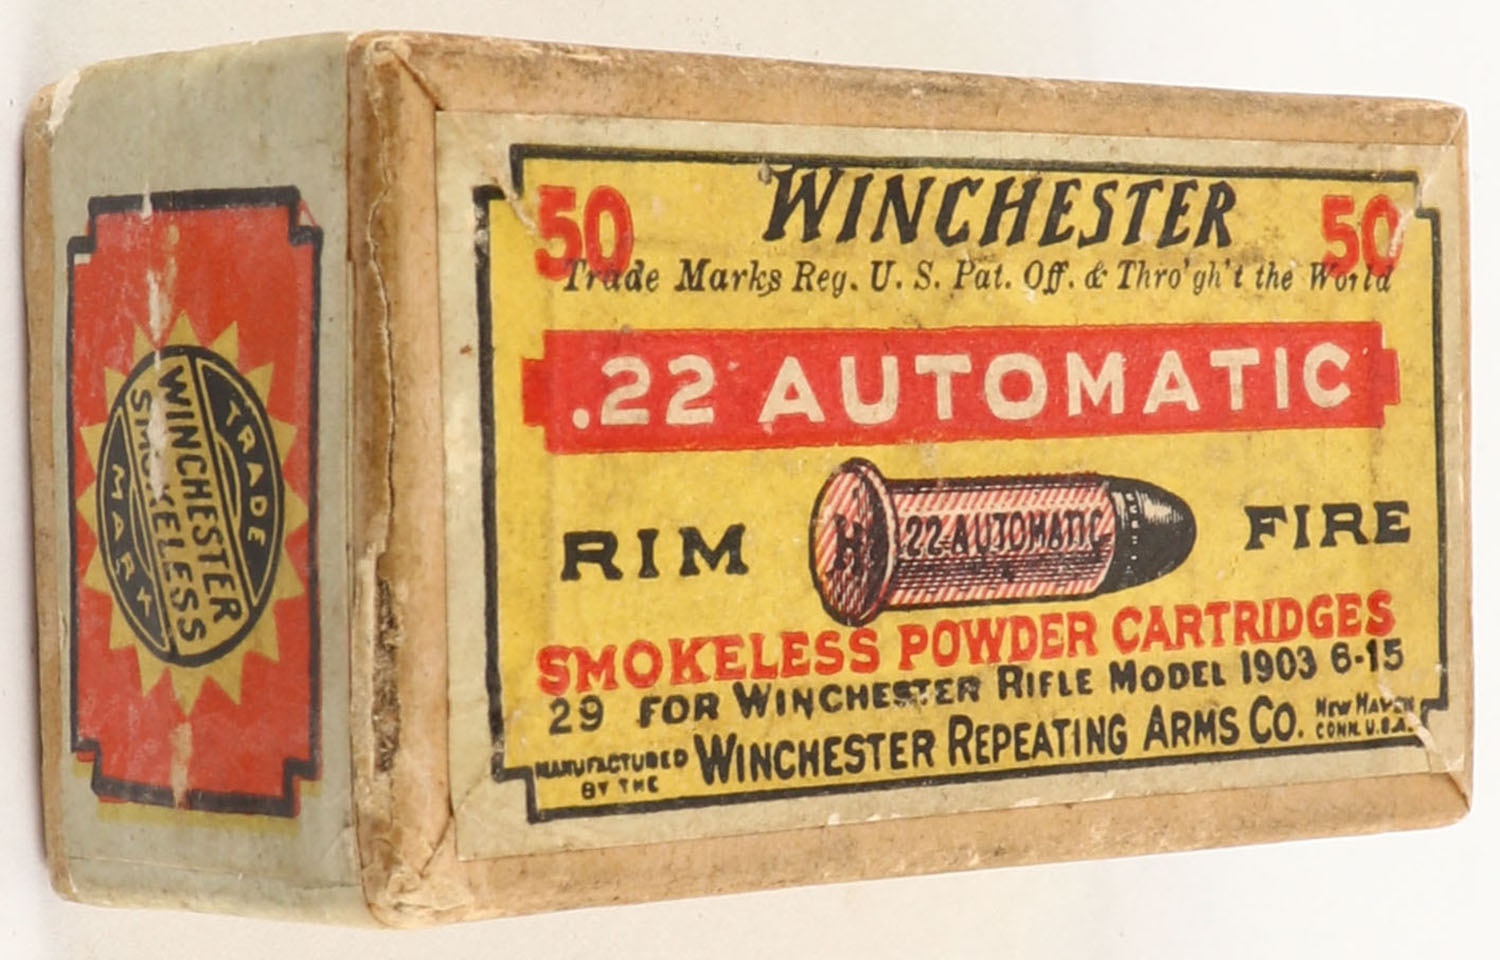 50 WINCHESTER 50
Trade Marks Reg. U. S. Pat. Off. & Thro'gh't the World
.22 AUTOMATIC
RIM FIRE
H .22 AUTOMATIC
SMOKELESS POWDER CARTRIDGES
29 FOR WINCHESTER RIFLE MODEL 1903 6-15
MANUFACTURED BY THE WINCHESTER REPEATING ARMS CO. NEW HAVEN CONN. U.S.A.
TRADE
WINCHESTER
SMOKELESS
MARK